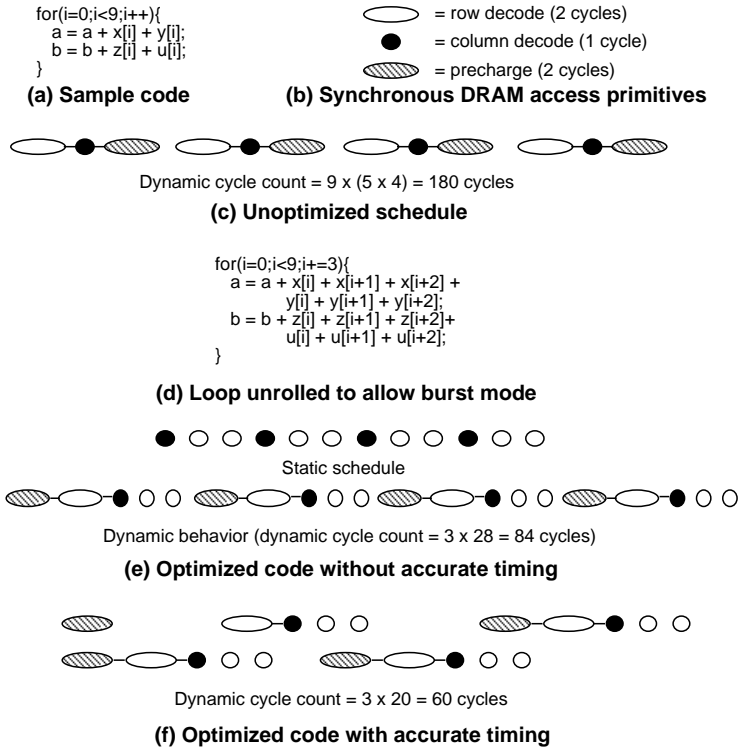 for(i=0;i<9;i++){
a = a + x[i] + y[i];
b = b + z[i] + u[i];
}
(a) Sample code
= row decode (2 cycles)
= column decode (1 cycle)
= precharge (2 cycles)
(b) Synchronous DRAM access primitives
Dynamic cycle count = 9 x (5 x 4) = 180 cycles
(c) Unoptimized schedule
for(i=0;i<9;i+=3){
a = a + x[i] + x[i+1] + x[i+2] +
y[i] + y[i+1] + y[i+2];
b = b + z[i] + z[i+1] + z[i+2]+
u[i] + u[i+1] + u[i+2];
}
(d) Loop unrolled to allow burst mode
Static schedule
Dynamic behavior (dynamic cycle count = 3 x 28 = 84 cycles)
(e) Optimized code without accurate timing
Dynamic cycle count = 3 x 20 = 60 cycles
(f) Optimized code with accurate timing